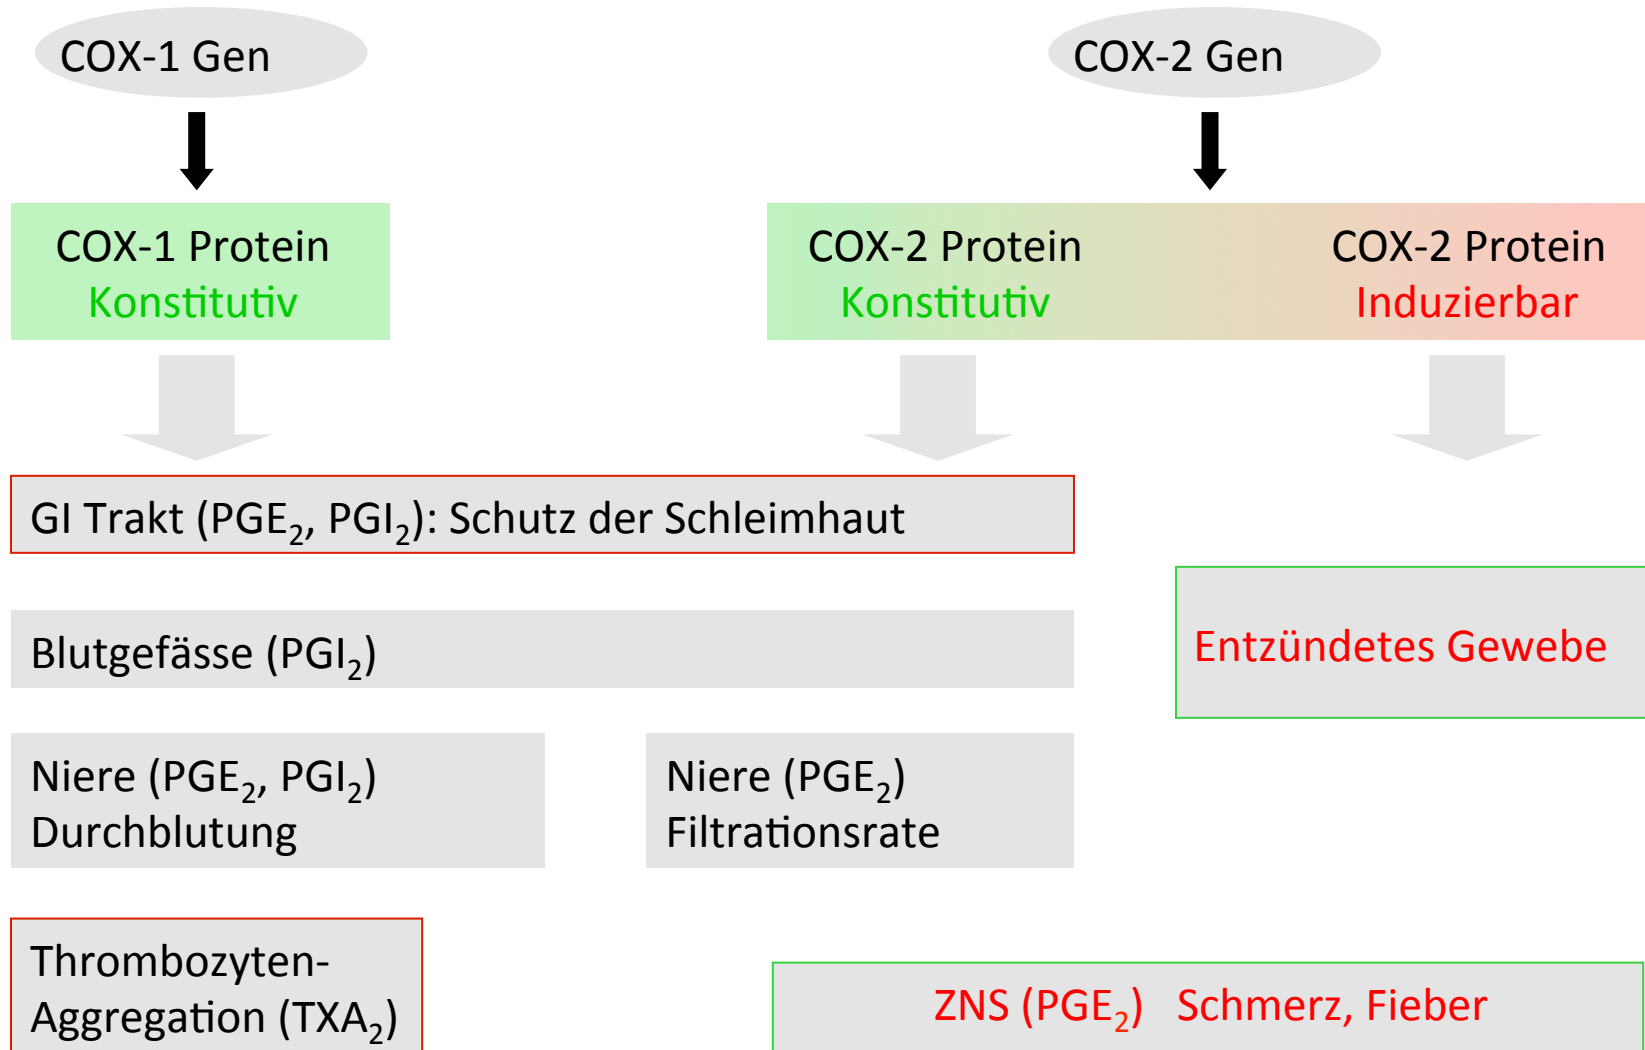 COX-1 Gen
COX-2 Gen
COX-1 Protein
Konstitutiv
COX-2 Protein
Konstitutiv
COX-2 Protein
Induzierbar
GI Trakt (PGE₂, PGI₂): Schutz der Schleimhaut
Blutgefässe (PGI₂)
Entzündetes Gewebe
Niere (PGE₂, PGI₂)
Durchblutung
Niere (PGE₂)
Filtrationsrate
Thrombozyten-
Aggregation (TXA₂)
ZNS (PGE₂) Schmerz, Fieber